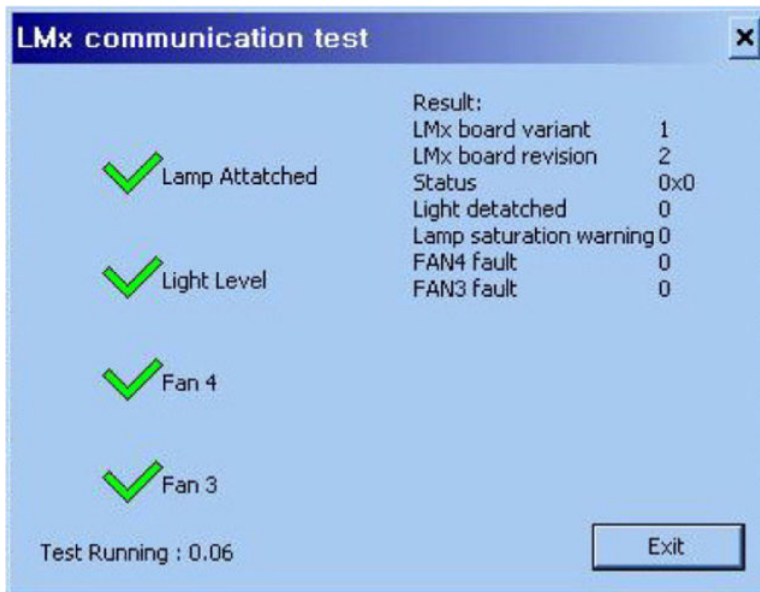 LMx communication test
Lamp Attatched
Light Level
Fan 4
Fan 3
Test Running : 0.06
Result:
LMx board variant 1
LMx board revision 2
Status 0x0
Light detatched 0
Lamp saturation warning 0
FAN4 fault 0
FAN3 fault 0
Exit